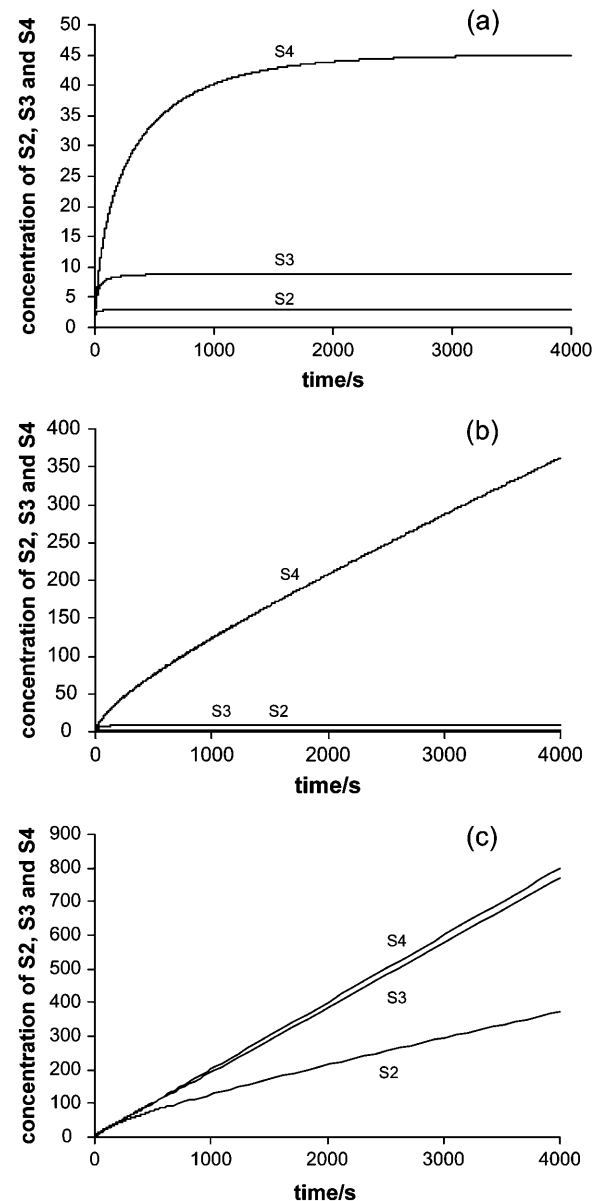 (a)
concentration of S2, S3 and S4
50
45
40
35
30
25
20
15
10
5
0
S4
S3
S2
0 1000 2000 3000 4000
time/s
(b)
concentration of S2, S3 and S4
400
350
300
250
200
150
100
50
0
S4
S3 S2
0 1000 2000 3000 4000
time/s
(c)
concentration of S2, S3 and S4
900
800
700
600
500
400
300
200
100
0
S4
S3
S2
0 1000 2000 3000 4000
time/s